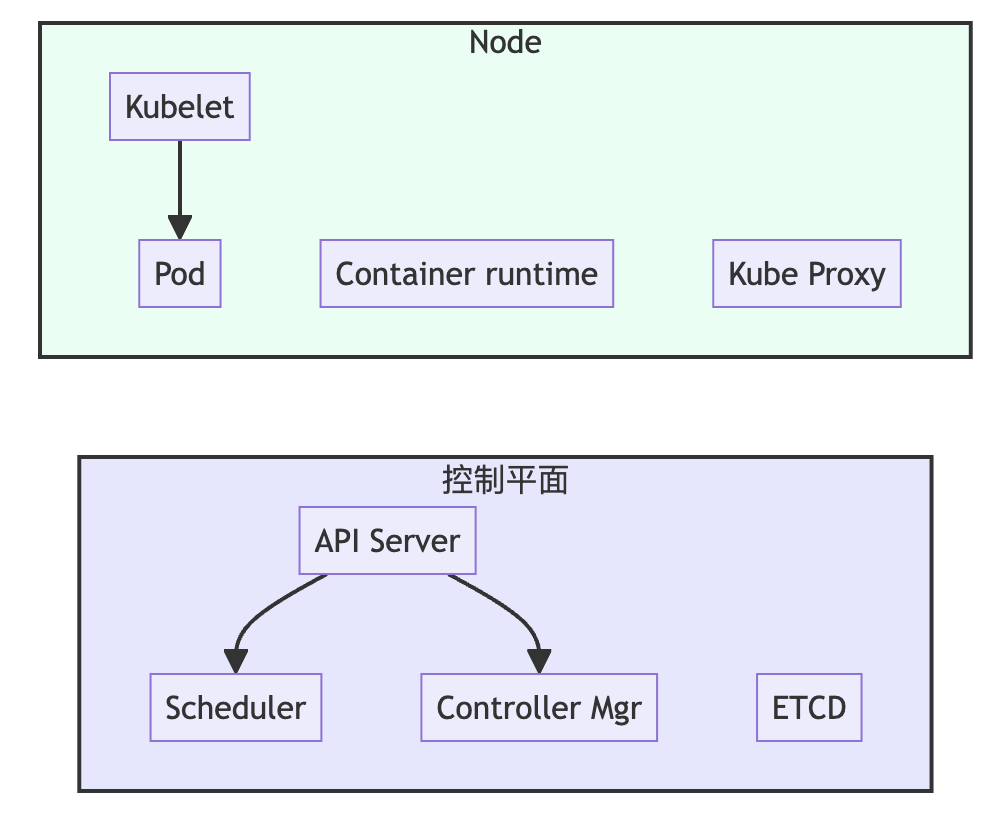 Node
Kubelet
Pod
Container runtime
Kube Proxy
控制平面
API Server
Scheduler
Controller Mgr
ETCD